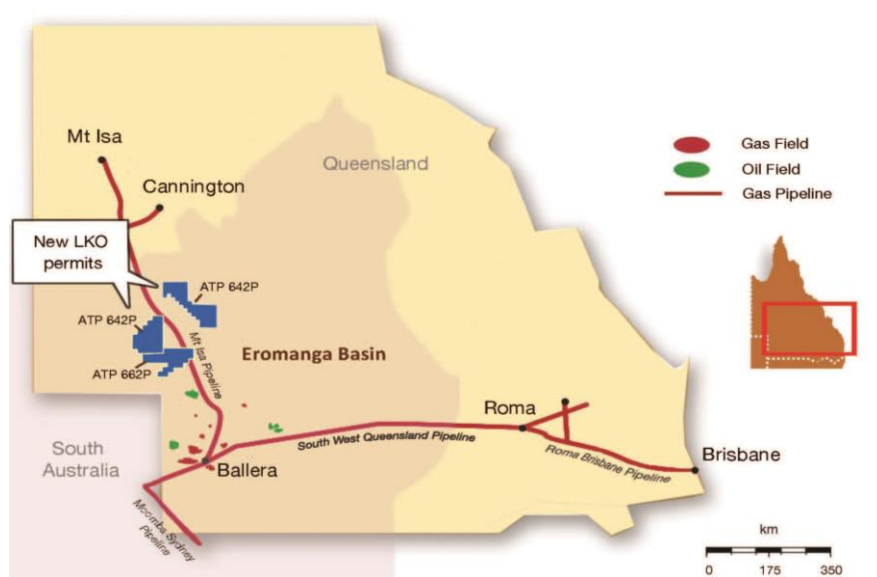 Mt Isa
Cannington
Queensland
New LKO
permits
ATP 642P
ATP 642P
ATP 662P
Mt Isa Pipeline
Eromanga Basin
South
Australia
Ballera
South West Queensland Pipeline
Roma
Roma Brisbane Pipeline
Brisbane
Moomba Sydney
Pipeline
Gas Field
Oil Field
Gas Pipeline
km
0 175 350